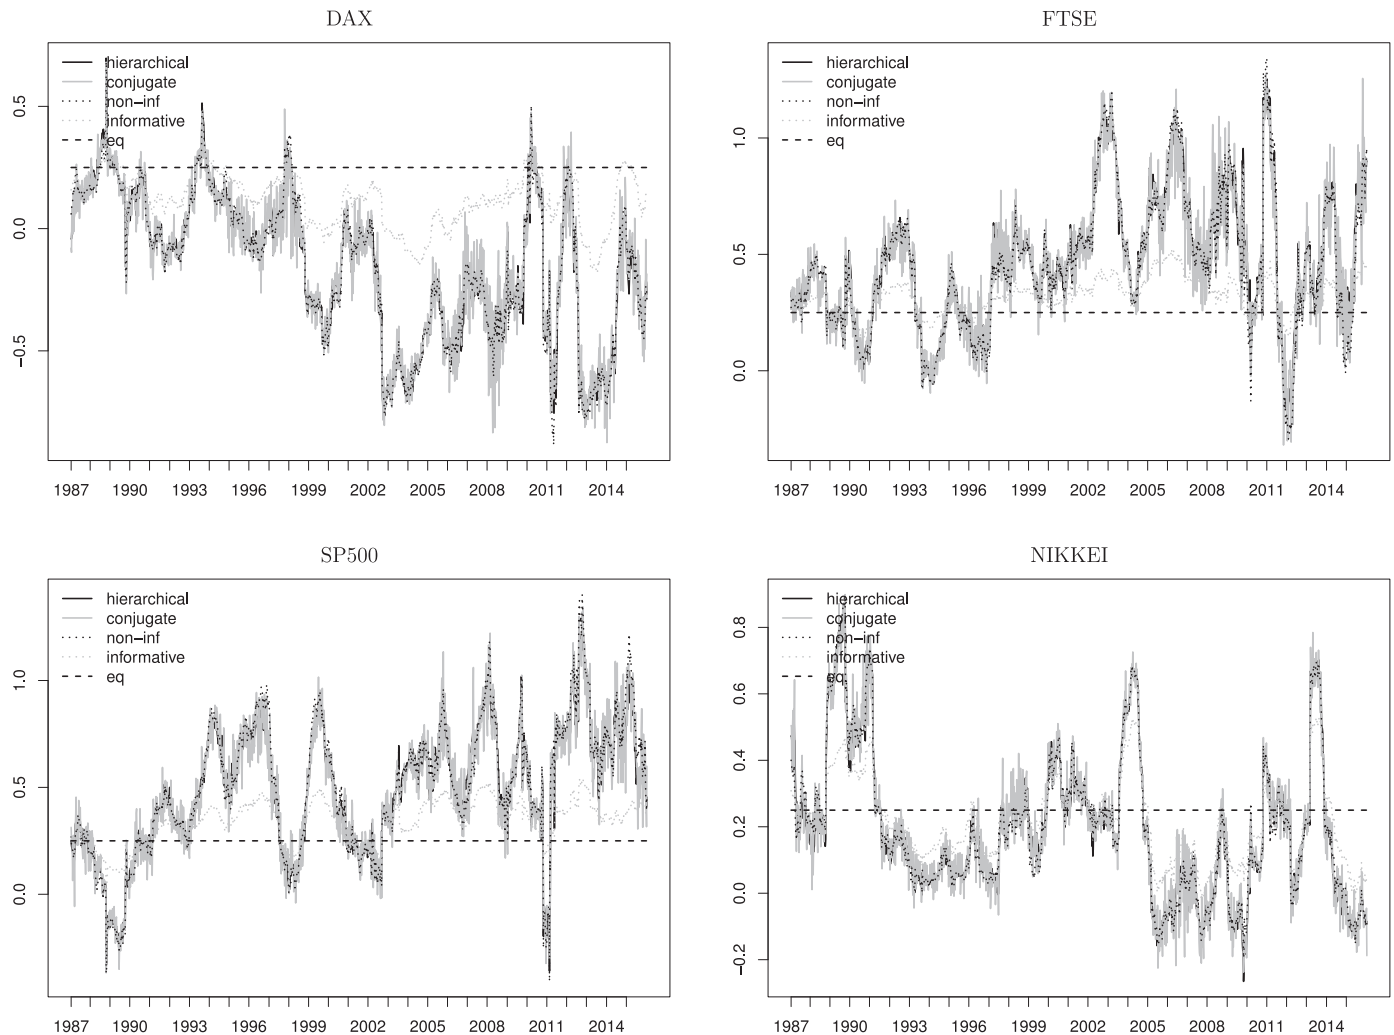 DAX
hierarchical
conjugate
non−inf
informative
eq
0.5
0.0
−0.5
1987 1990 1993 1996 1999 2002 2005 2008 2011 2014
FTSE
hierarchical
conjugate
non−inf
informative
eq
1.0
0.5
0.0
1987 1990 1993 1996 1999 2002 2005 2008 2011 2014
SP500
hierarchical
conjugate
non−inf
informative
eq
1.0
0.5
0.0
1987 1990 1993 1996 1999 2002 2005 2008 2011 2014
NIKKEI
hierarchical
conjugate
non−inf
informative
eq
0.8
0.6
0.4
0.2
0.0
−0.2
1987 1990 1993 1996 1999 2002 2005 2008 2011 2014